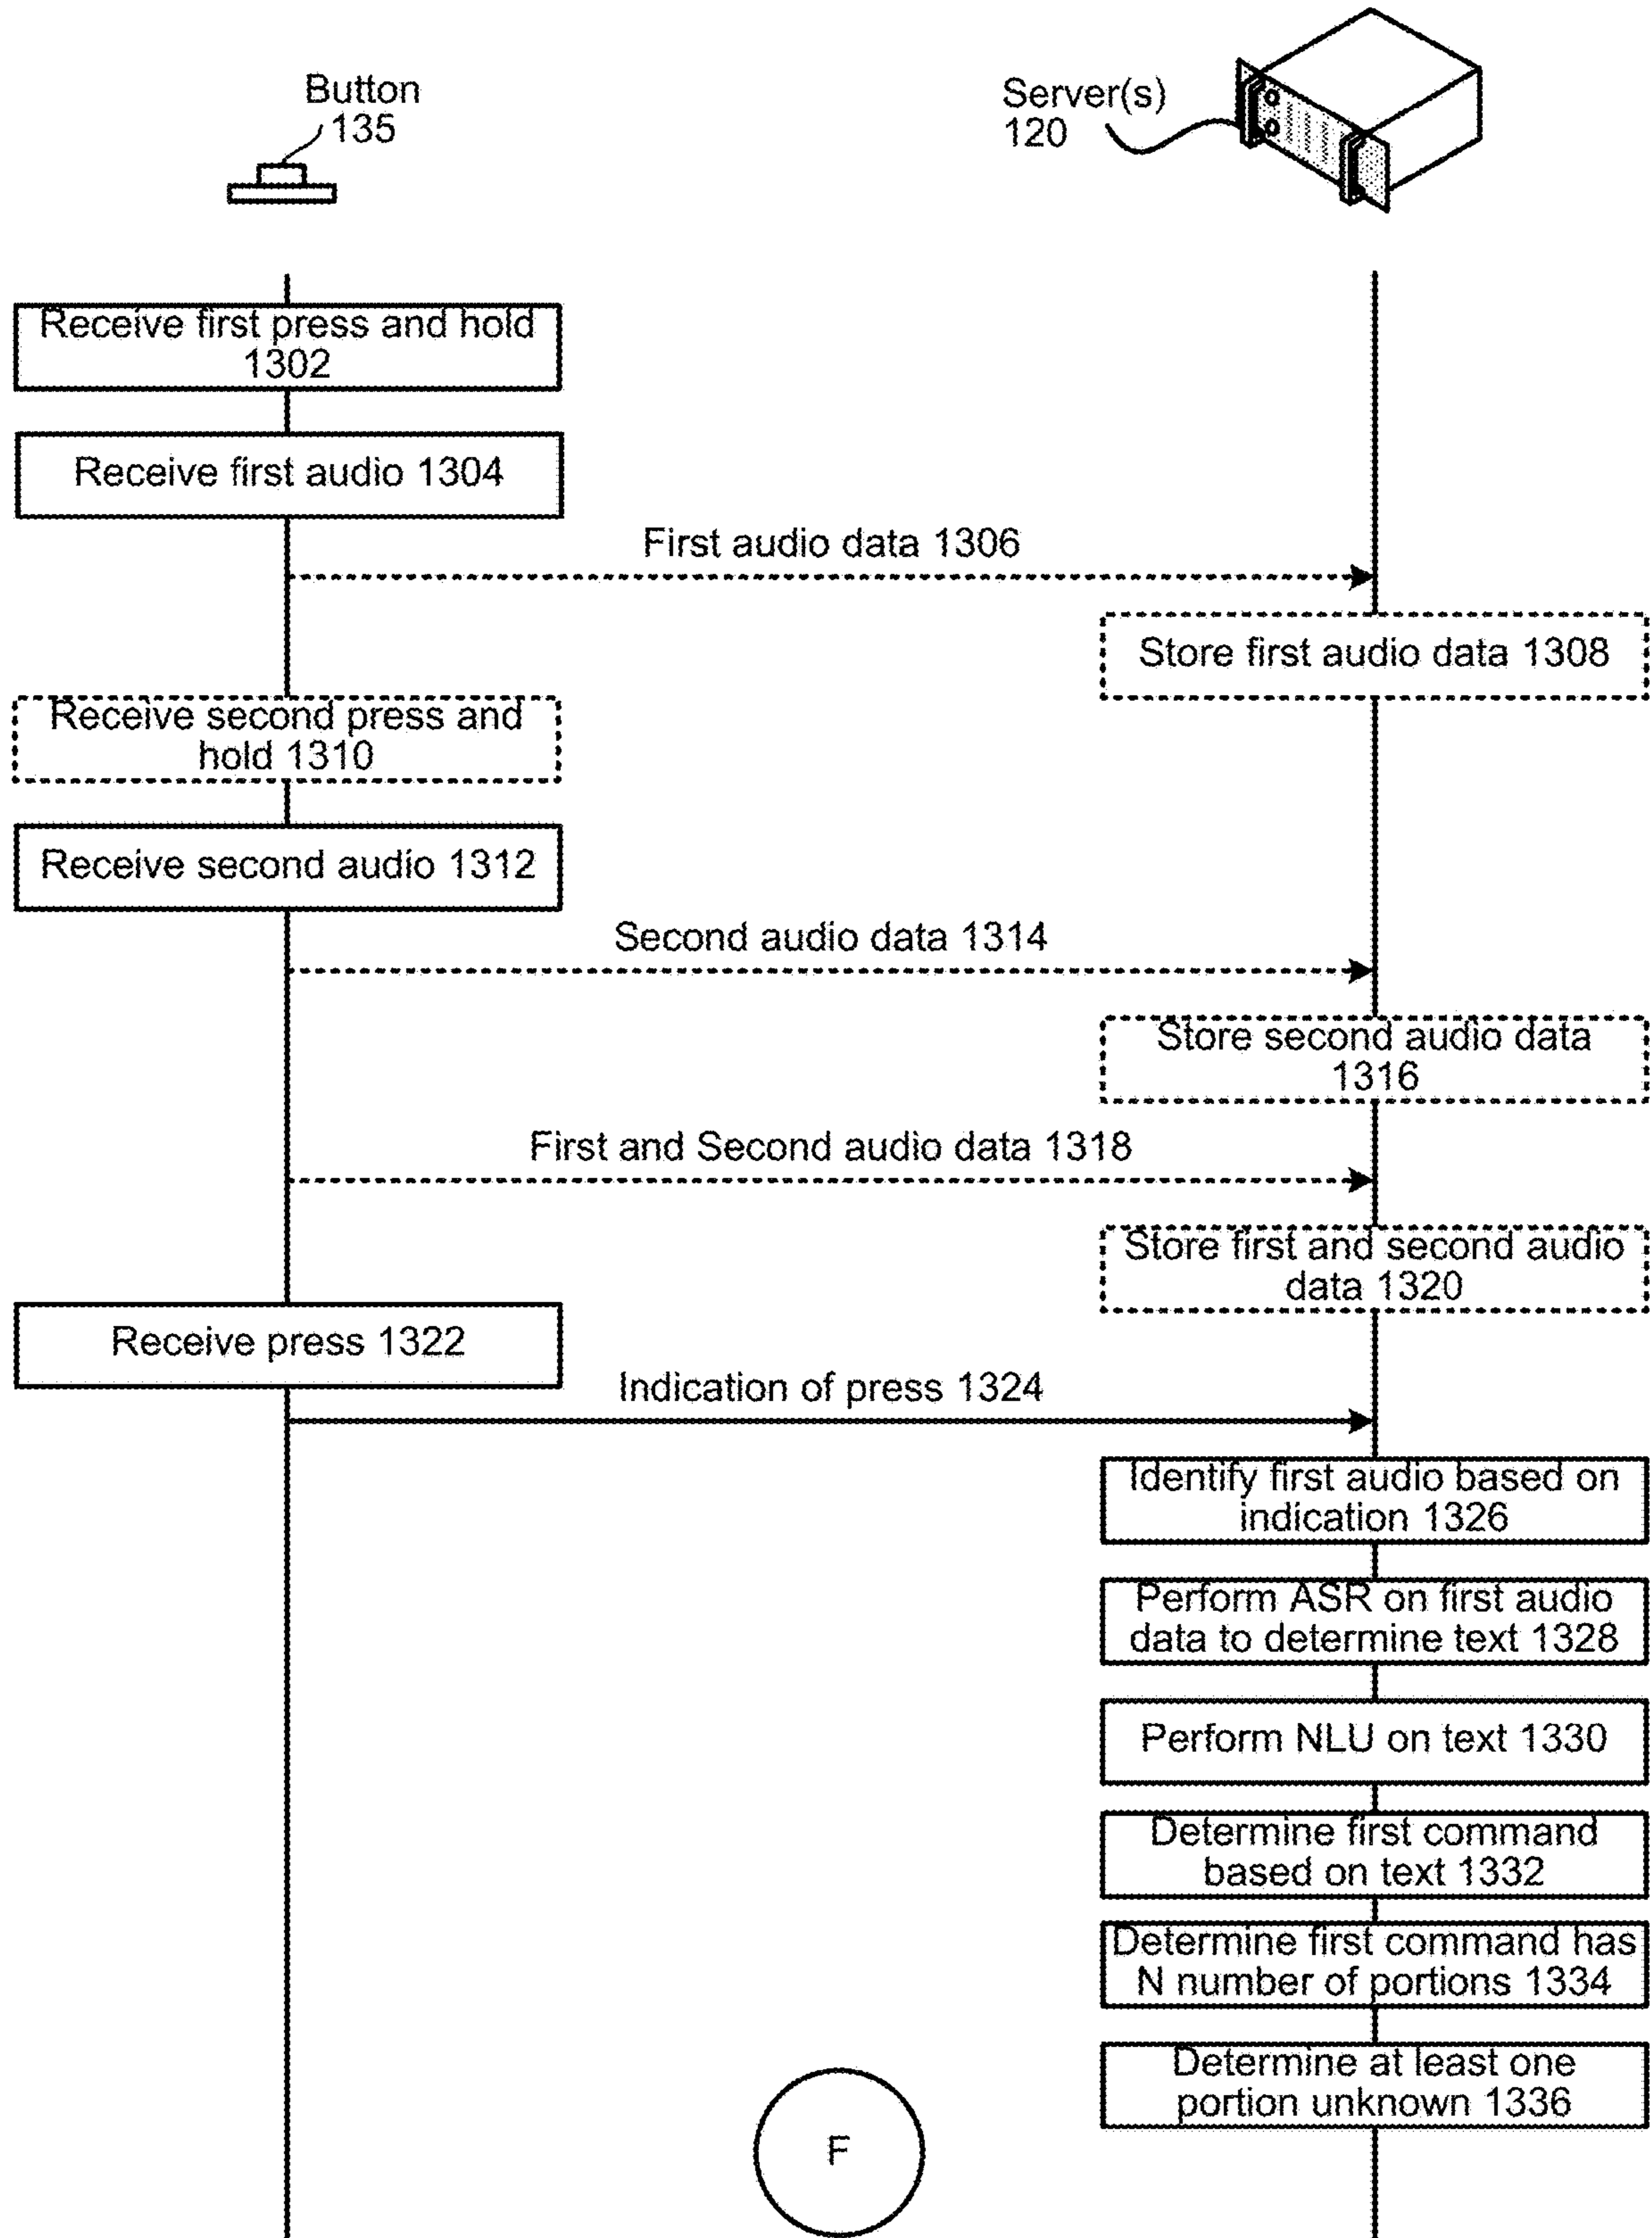 Button
135
Server(s)
120
Receive first press and hold
1302
Receive first audio 1304
First audio data 1306
Store first audio data 1308
Receive second press and
hold 1310
Receive second audio 1312
Second audio data 1314
Store second audio data
1316
First and Second audio data 1318
Store first and second audio
data 1320
Receive press 1322
Indication of press 1324
Identify first audio based on
indication 1326
Perform ASR on first audio
data to determine text 1328
Perform NLU on text 1330
Determine first command
based on text 1332
Determine first command has
N number of portions 1334
Determine at least one
portion unknown 1336
F